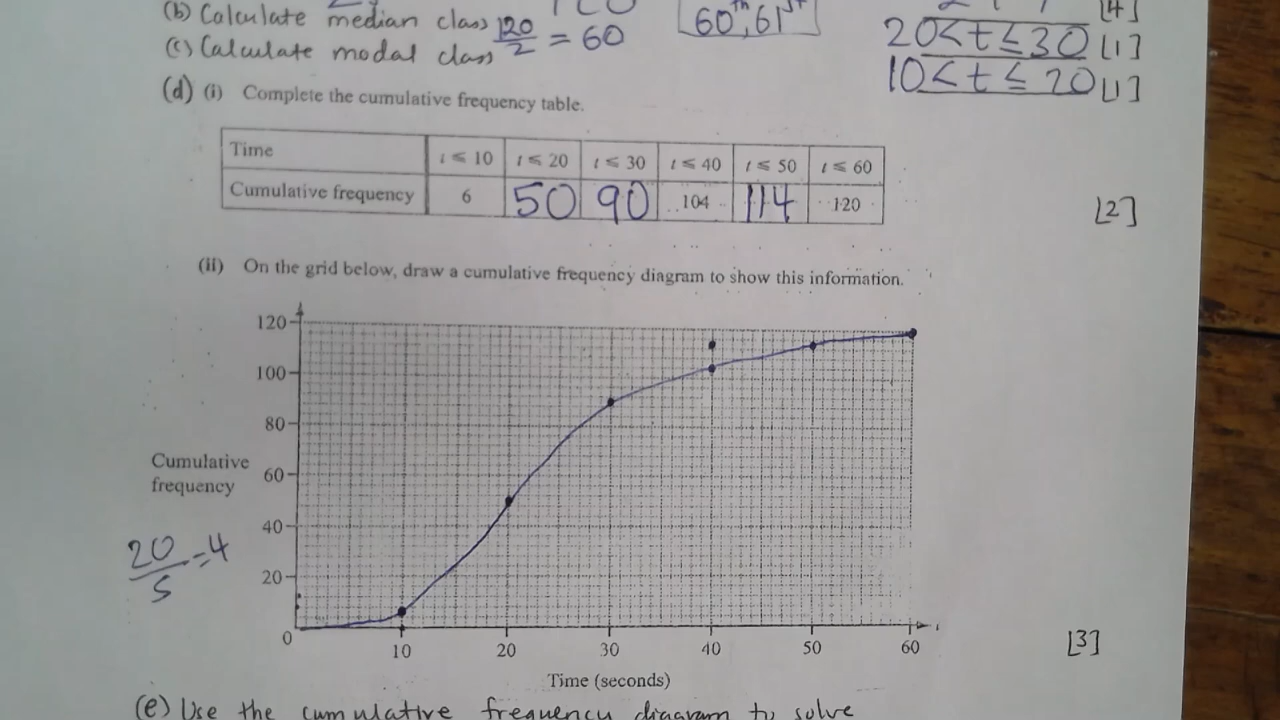 (b) Calculate median class 120/2 = 60
60th, 61st
[4]
(c) Calculate modal class
20<t≤30 [1]
10<t≤20 [1]
(d) (i) Complete the cumulative frequency table.
Time t ≤ 10 t ≤ 20 t ≤ 30 t ≤ 40 t ≤ 50 t ≤ 60
Cumulative frequency 6 50 90 104 114 120
[2]
(ii) On the grid below, draw a cumulative frequency diagram to show this information.
120
100
80
Cumulative
frequency
60
40
20
0
20/5 = 4
10 20 30 40 50 60
t
Time (seconds)
[3]
(e) Use the cumulative frequency diagram to solve